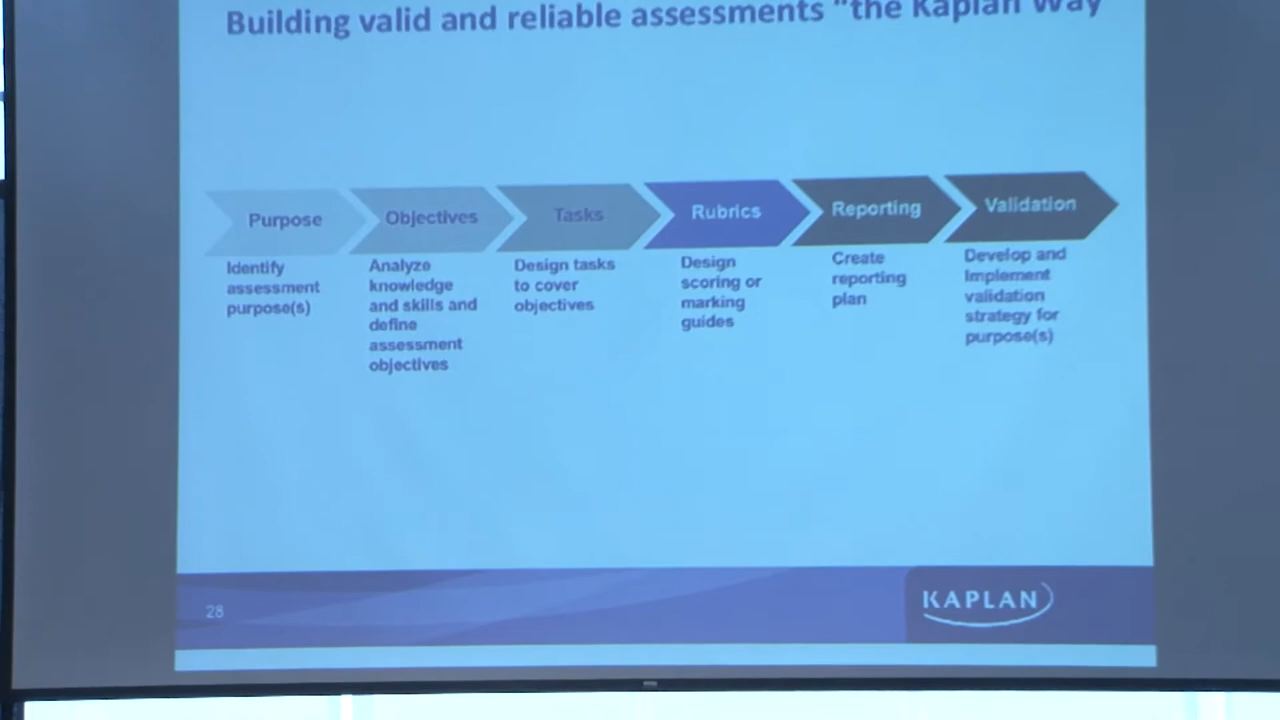 Building valid and reliable assessments "the Kaplan Way
Purpose
Objectives
Tasks
Rubrics
Reporting
Validation
Identify
assessment
purpose(s)
Analyze
knowledge
and skills and
define
assessment
objectives
Design tasks
to cover
objectives
Design
scoring or
marking
guides
Create
reporting
plan
Develop and
Implement
validation
strategy for
purpose(s)
28
KAPLAN